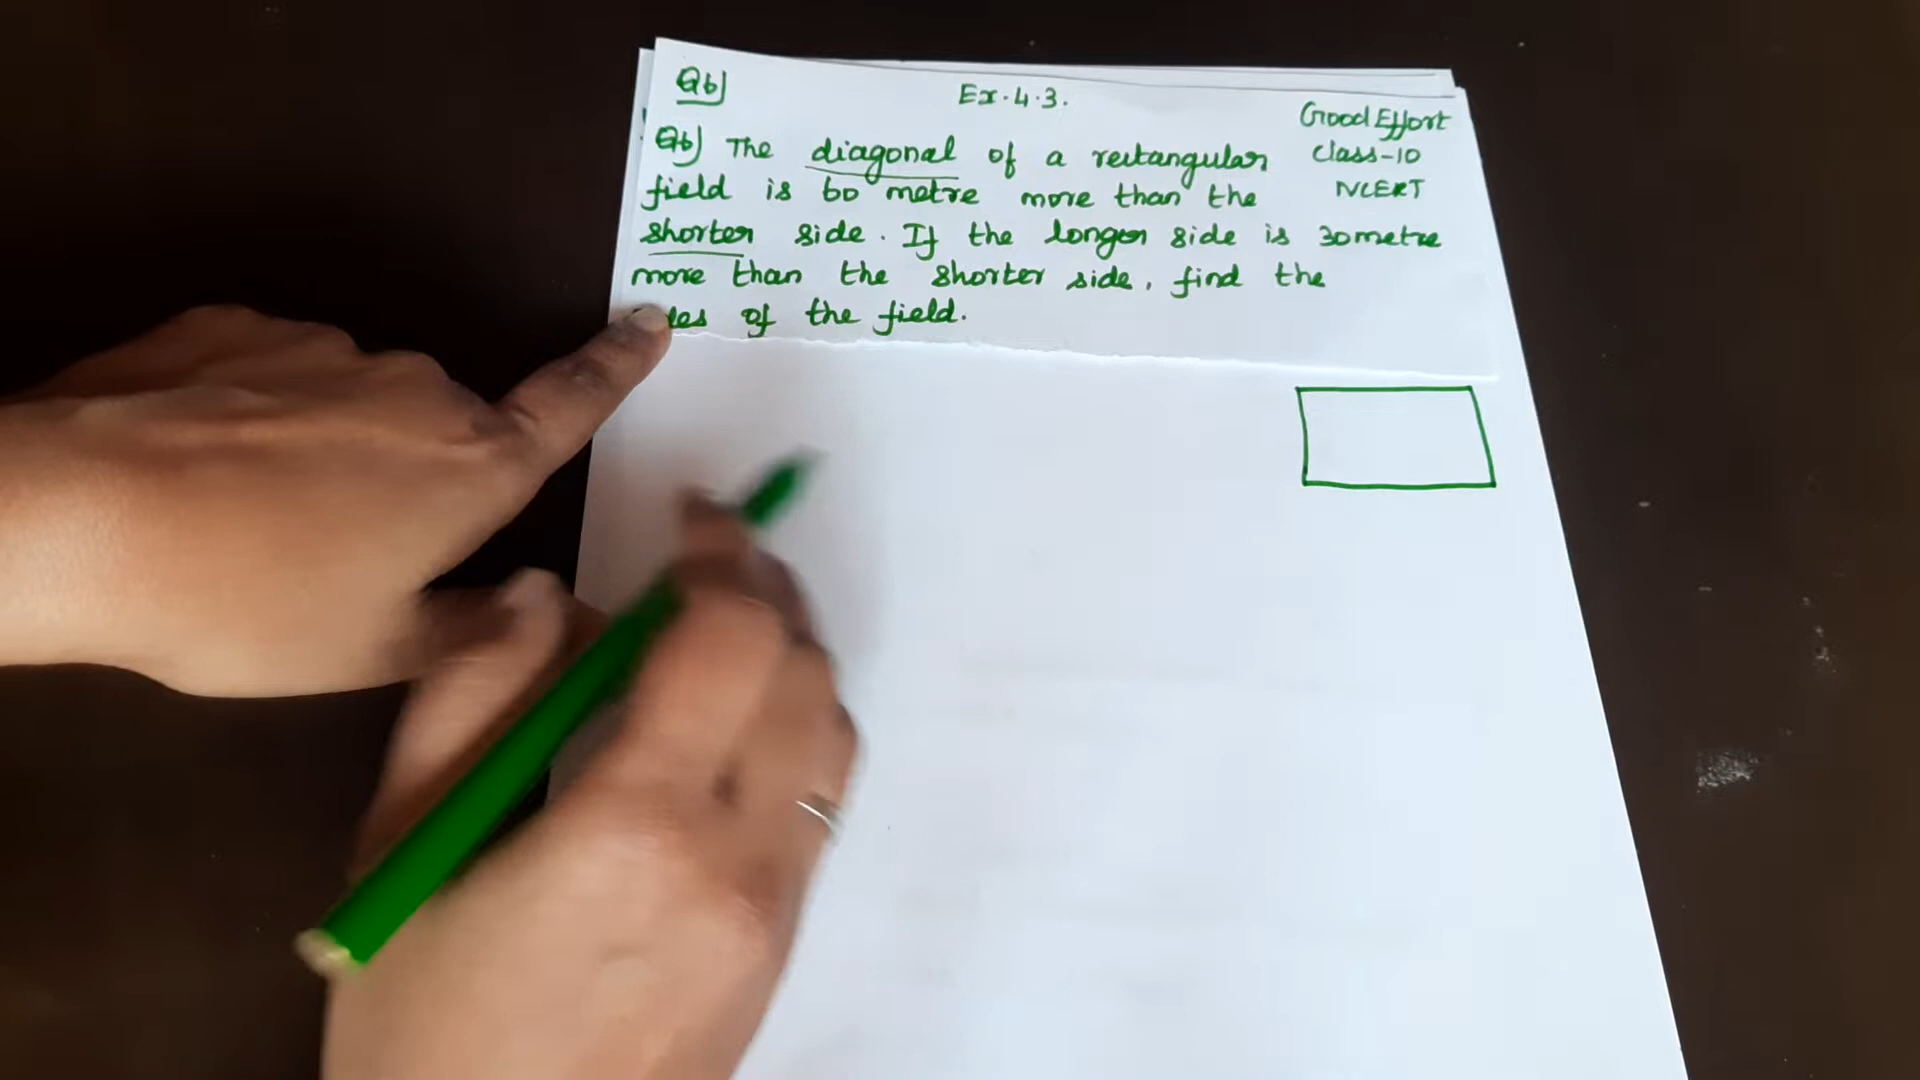 Q6)
Ex. 4.3.
Good Effort
Class-10
NCERT
Q6) The diagonal of a rectangular
field is 60 metre more than the
shorter side. If the longer side is 30metre
more than the shorter side, find the
of the field.